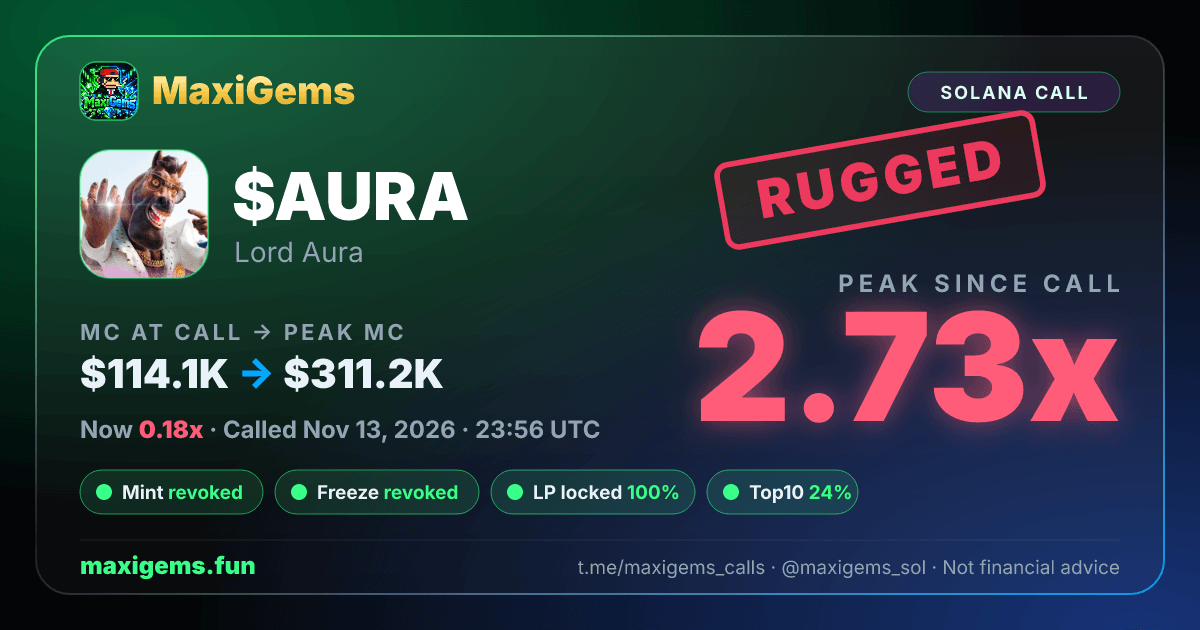 MaxiGems
MaxiGems
SOLANA CALL
RUGGED
$AURA
Lord Aura
PEAK SINCE CALL
2.73x
MC AT CALL → PEAK MC
$114.1K → $311.2K
Now 0.18x · Called Nov 13, 2026 · 23:56 UTC
Mint revoked
Freeze revoked
LP locked 100%
Top10 24%
maxigems.fun
t.me/maxigems_calls · @maxigems_sol · Not financial advice